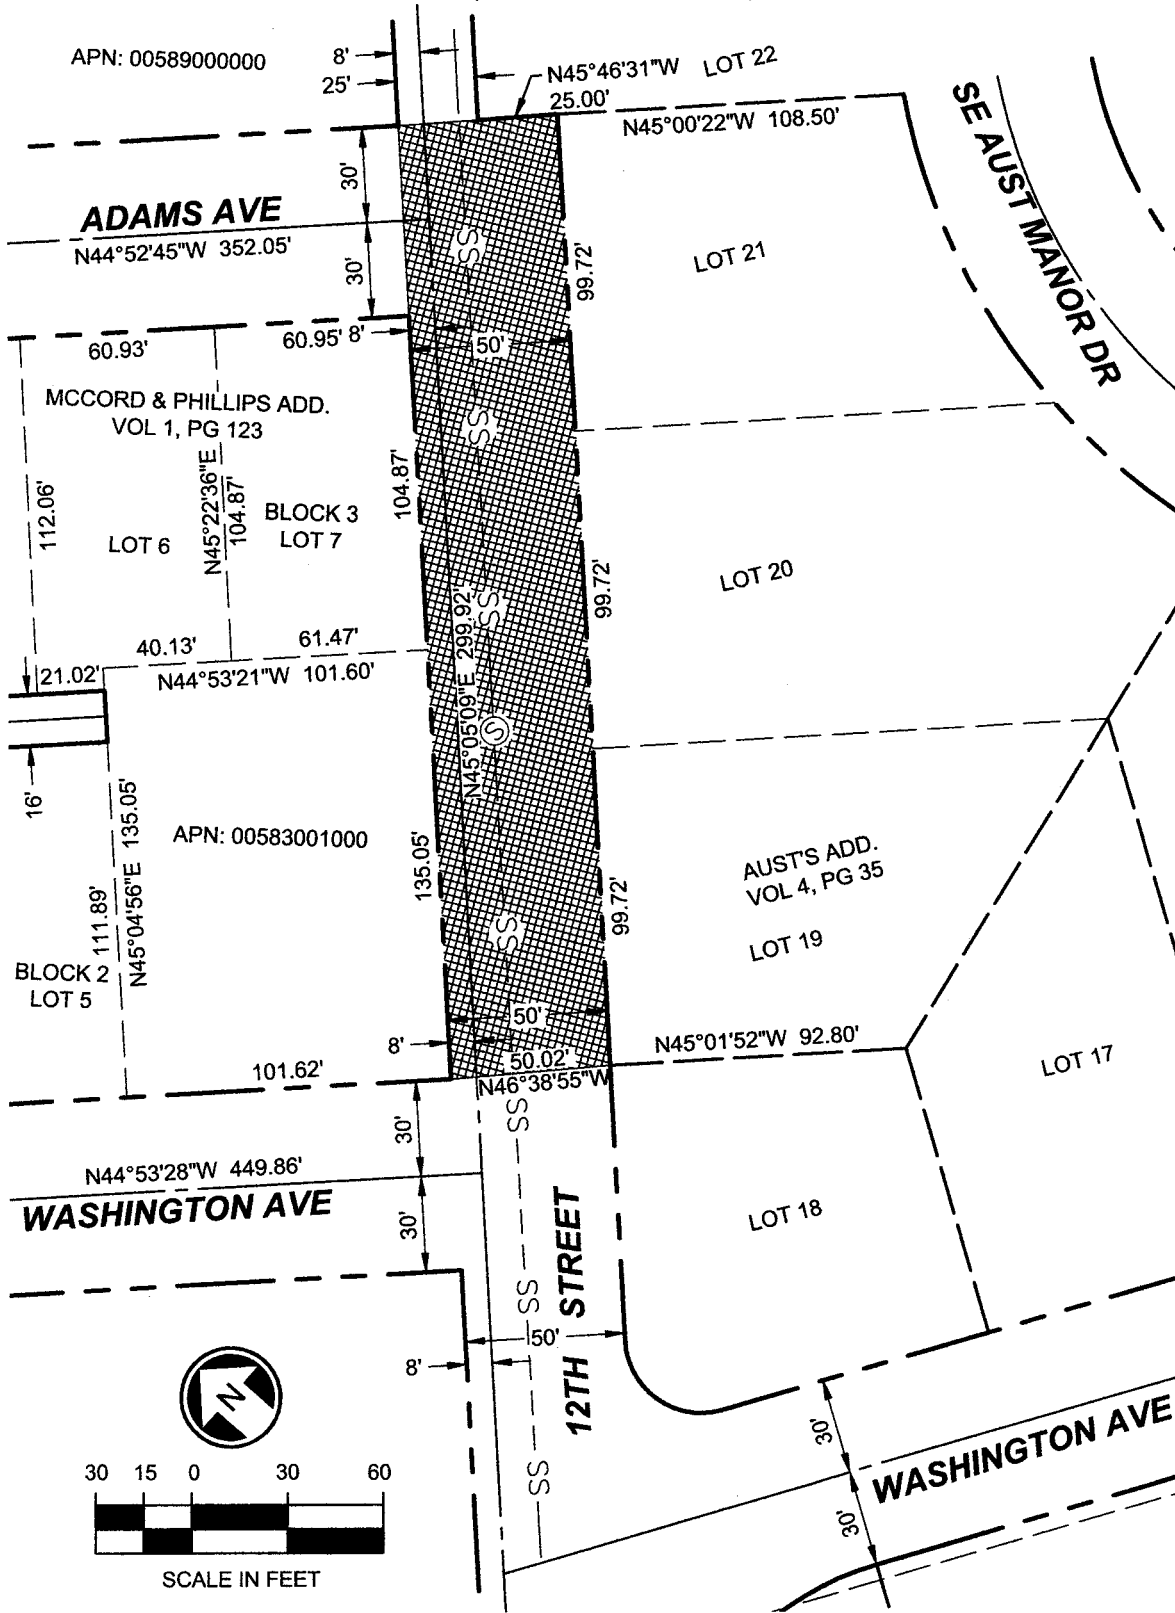 APN: 00589000000
8'
25'
N45°46'31"W
25.00'
LOT 22
N45°00'22"W 108.50'
SE AUST MANOR DR
30'
ADAMS AVE
N44°52'45"W 352.05'
30'
SS
99.72'
LOT 21
60.93'
60.95'
8'
50'
MCCORD & PHILLIPS ADD.
VOL 1, PG 123
SS
112.06'
LOT 6
N45°22'36"E
104.87'
BLOCK 3
LOT 7
104.87'
99.72'
LOT 20
SS
N45°05'09"E 299.92'
40.13'
61.47'
21.02'
N44°53'21"W 101.60'
S
16'
APN: 00583001000
135.05'
N45°04'56"E 135.05'
111.89'
AUST'S ADD.
VOL 4, PG 35
99.72'
SS
LOT 19
BLOCK 2
LOT 5
50'
8'
50.02'
N46°38'55"W
N45°01'52"W 92.80'
LOT 17
101.62'
30'
SS
N44°53'28"W 449.86'
WASHINGTON AVE
30'
12TH STREET
LOT 18
SS
50'
8'
N
30 15 0 30 60
SCALE IN FEET
SS
30'
WASHINGTON AVE
30'